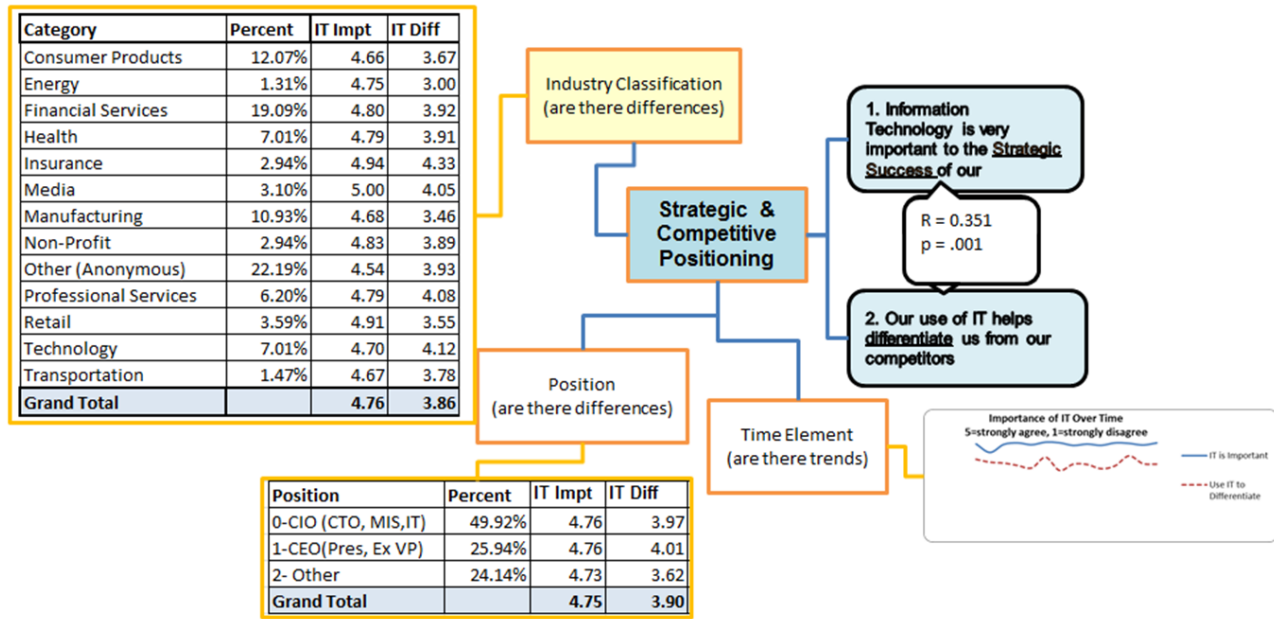 Category Percent IT Impt IT Diff
Consumer Products 12.07% 4.66 3.67
Energy 1.31% 4.75 3.00
Financial Services 19.09% 4.80 3.92
Health 7.01% 4.79 3.91
Insurance 2.94% 4.94 4.33
Media 3.10% 5.00 4.05
Manufacturing 10.93% 4.68 3.46
Non-Profit 2.94% 4.83 3.89
Other (Anonymous) 22.19% 4.54 3.93
Professional Services 6.20% 4.79 4.08
Retail 3.59% 4.91 3.55
Technology 7.01% 4.70 4.12
Transportation 1.47% 4.67 3.78
Grand Total 4.76 3.86
Industry Classification
(are there differences)
Strategic &
Competitive
Positioning
1. Information
Technology is very
important to the Strategic
Success of our
R = 0.351
p = .001
2. Our use of IT helps
differentiate us from our
competitors
Position
(are there differences)
Time Element
(are there trends)
Importance of IT Over Time
5=strongly agree, 1=strongly disagree
IT is Important
Use IT to
Differentiate
Position Percent IT Impt IT Diff
0-CIO (CTO, MIS,IT) 49.92% 4.76 3.97
1-CEO(Pres, Ex VP) 25.94% 4.76 4.01
2- Other 24.14% 4.73 3.62
Grand Total 4.75 3.90